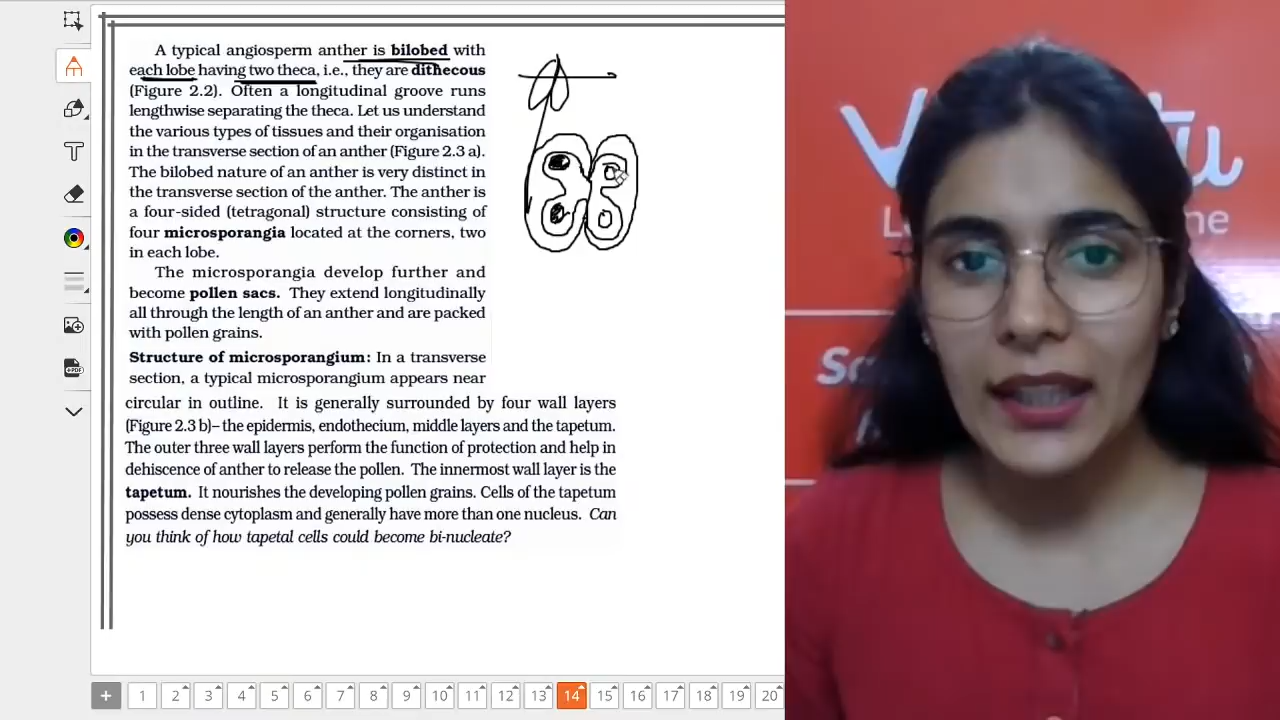 A typical angiosperm anther is bilobed with
each lobe having two theca, i.e., they are dithecous
(Figure 2.2). Often a longitudinal groove runs
lengthwise separating the theca. Let us understand
the various types of tissues and their organisation
in the transverse section of an anther (Figure 2.3 a).
The bilobed nature of an anther is very distinct in
the transverse section of the anther. The anther is
a four-sided (tetragonal) structure consisting of
four microsporangia located at the corners, two
in each lobe.
The microsporangia develop further and
become pollen sacs. They extend longitudinally
all through the length of an anther and are packed
with pollen grains.
Structure of microsporangium: In a transverse
section, a typical microsporangium appears near
circular in outline. It is generally surrounded by four wall layers
(Figure 2.3 b)– the epidermis, endothecium, middle layers and the tapetum.
The outer three wall layers perform the function of protection and help in
dehiscence of anther to release the pollen. The innermost wall layer is the
tapetum. It nourishes the developing pollen grains. Cells of the tapetum
possess dense cytoplasm and generally have more than one nucleus. Can
you think of how tapetal cells could become bi-nucleate?
+ 1 2 3 4 5 6 7 8 9 10 11 12 13 14 15 16 17 18 19 20
PDF